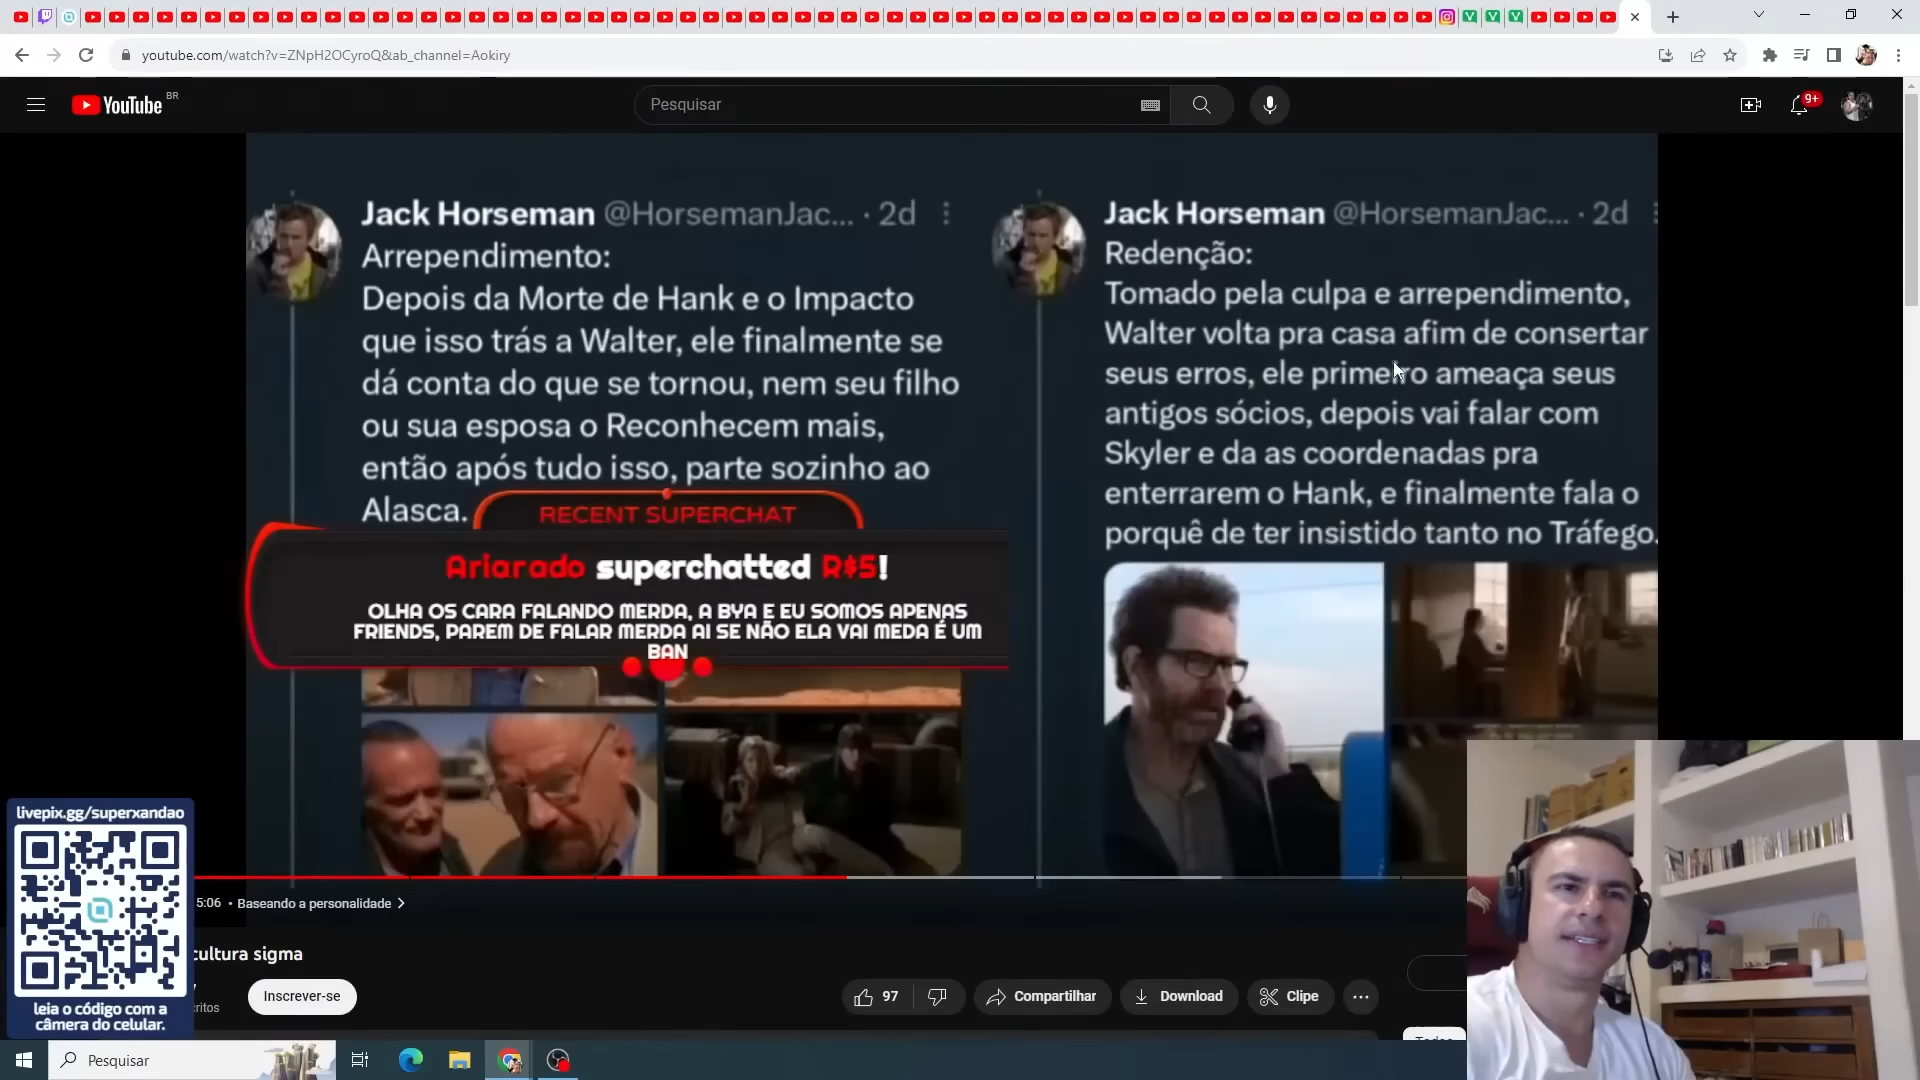 youtube.com/watch?v=ZNpH2OCyroQ&ab_channel=Aokiry
YouTube BR
Pesquisar
9+
Jack Horseman @HorsemanJac... · 2d
Arrependimento:
Depois da Morte de Hank e o Impacto
que isso trás a Walter, ele finalmente se
dá conta do que se tornou, nem seu filho
ou sua esposa o Reconhecem mais,
então após tudo isso, parte sozinho ao
Alasca.
Jack Horseman @HorsemanJac... · 2d
Redenção:
Tomado pela culpa e arrependimento,
Walter volta pra casa afim de consertar
seus erros, ele primeiro ameaça seus
antigos sócios, depois vai falar com
Skyler e da as coordenadas pra
enterrarem o Hank, e finalmente fala o
porquê de ter insistido tanto no Tráfego.
RECENT SUPERCHAT
Ariarado superchatted R$5!
OLHA OS CARA FALANDO MERDA, A BYA E EU SOMOS APENAS
FRIENDS, PAREM DE FALAR MERDA AI SE NÃO ELA VAI MEDA É UM
BAN
livepix.gg/superxandao
leia o código com a
câmera do celular.
5:06 • Baseando a personalidade
cultura sigma
ritos
Inscrever-se
97
Compartilhar
Download
Clipe
Pesquisar